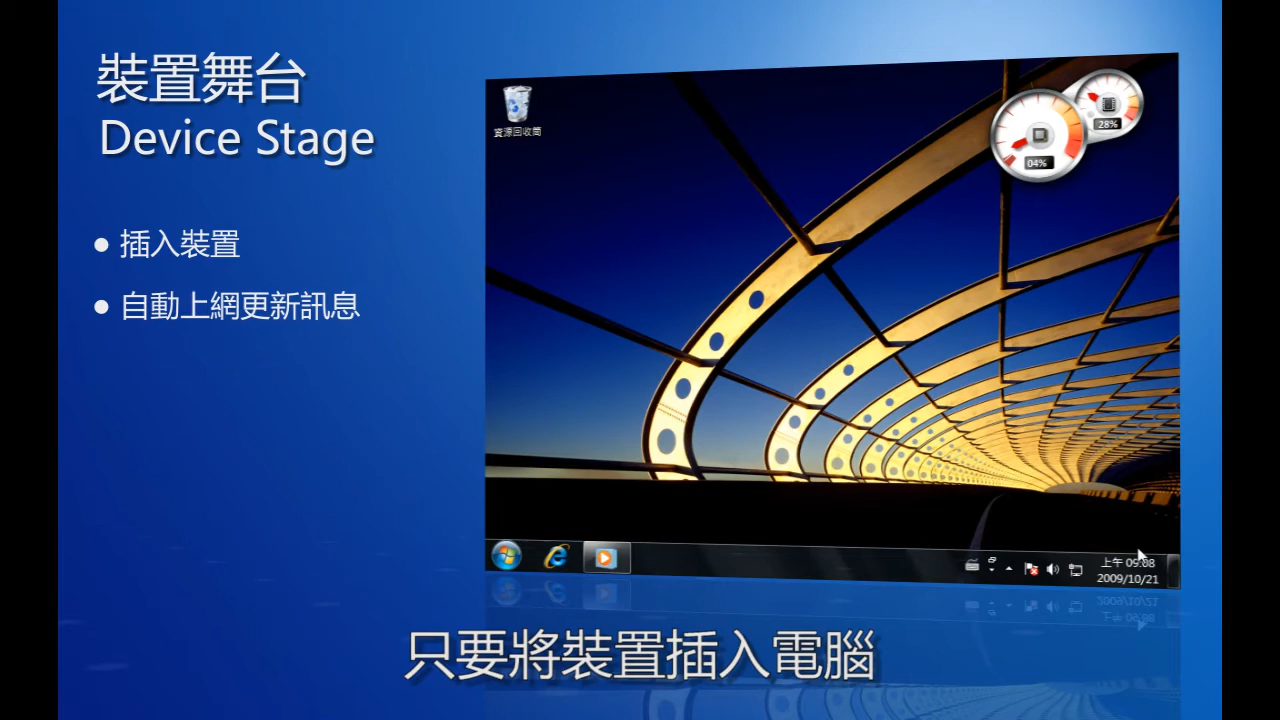 裝置舞台
Device Stage
● 插入裝置
● 自動上網更新訊息
資源回收筒
28%
04%
上午 09:08
2009/10/21
只要將裝置插入電腦